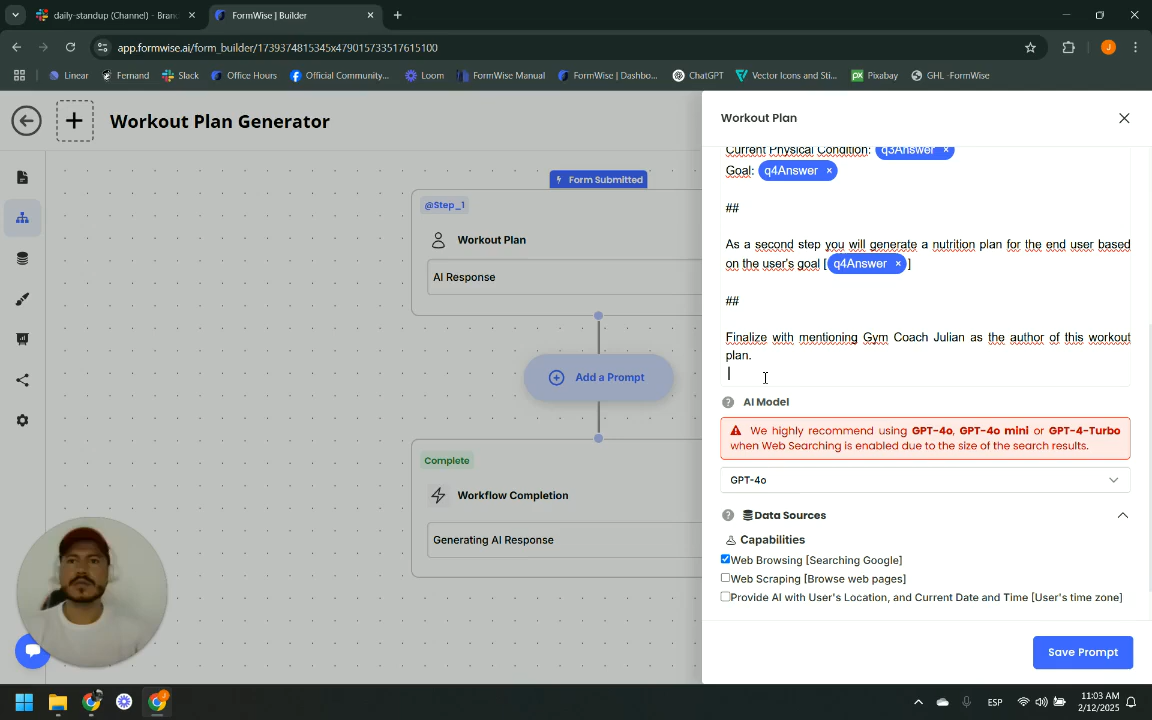 daily-standup (Channel) - Bran
FormWise | Builder
app.formwise.ai/form_builder/1739374815345x479015733517615100
Linear
Fernand
Slack
Office Hours
Official Community...
Loom
FormWise Manual
FormWise | Dashbo...
ChatGPT
Vector Icons and Sti...
Pixabay
GHL -FormWise
Workout Plan Generator
Form Submitted
@Step_1
Workout Plan
AI Response
Add a Prompt
Complete
Workflow Completion
Generating AI Response
Workout Plan
Current Physical Condition: q3Answer ×
Goal: q4Answer ×
##
As a second step you will generate a nutrition plan for the end user based
on the user's goal [ q4Answer × ]
##
Finalize with mentioning Gym Coach Julian as the author of this workout
plan.
AI Model
We highly recommend using GPT-4o, GPT-4o mini or GPT-4-Turbo
when Web Searching is enabled due to the size of the search results.
GPT-4o
Data Sources
Capabilities
Web Browsing [Searching Google]
Web Scraping [Browse web pages]
Provide AI with User's Location, and Current Date and Time [User's time zone]
Save Prompt
ESP
11:03 AM
2/12/2025